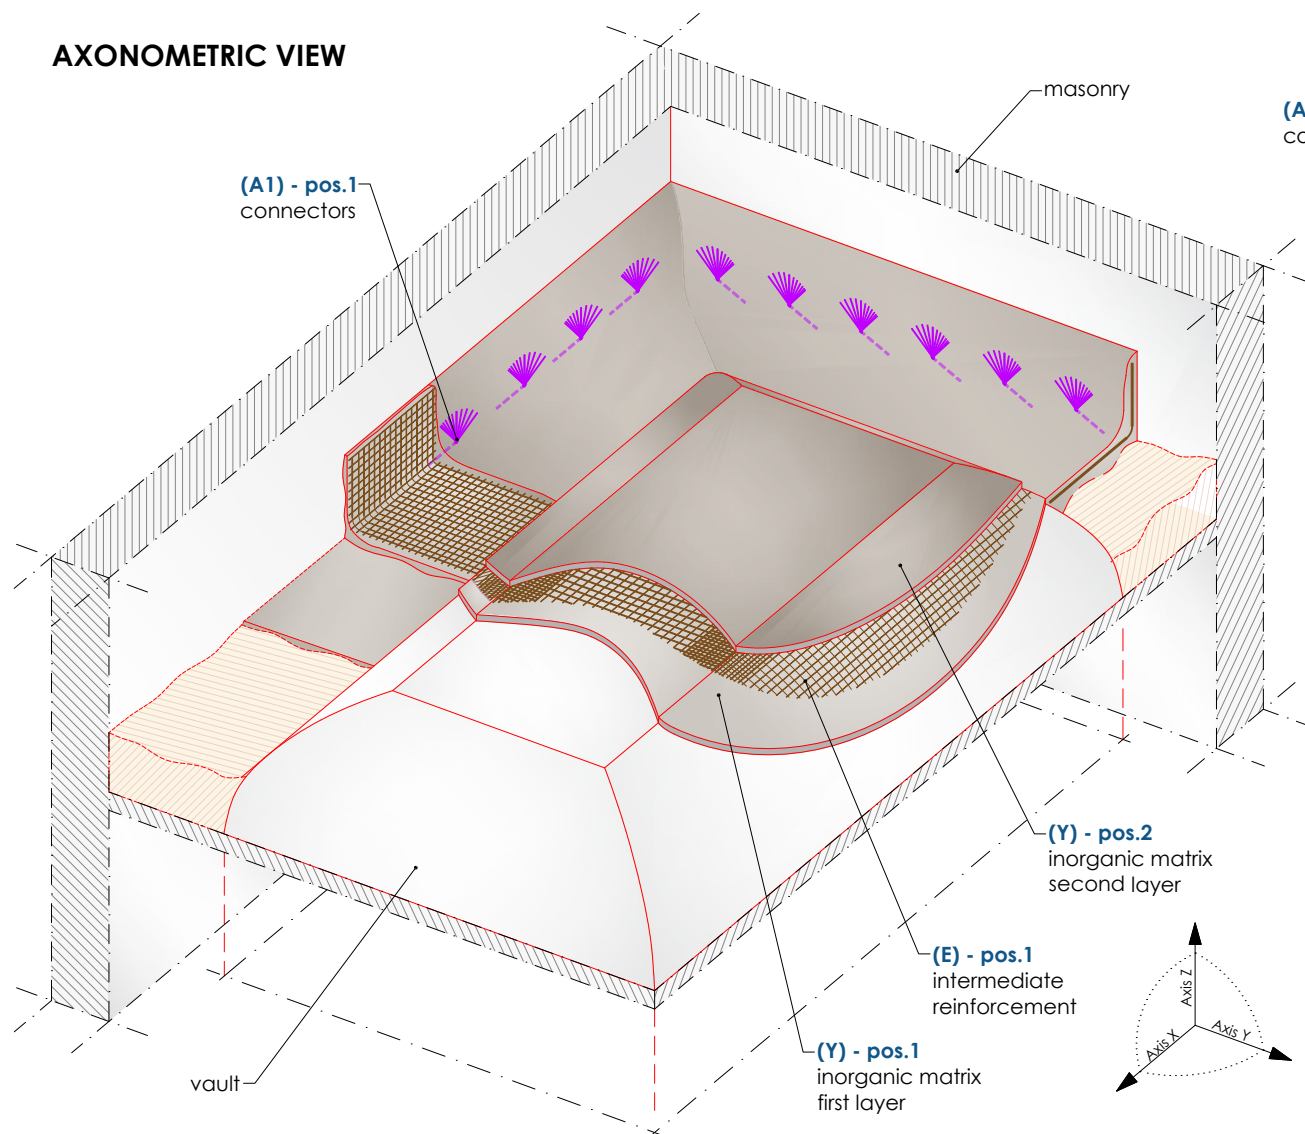 AXONOMETRIC VIEW
masonry
(A
co
(A1) - pos.1
connectors
(Y) - pos.2
inorganic matrix
second layer
(E) - pos.1
intermediate
reinforcement
(Y) - pos.1
inorganic matrix
first layer
vault
Axis Z
Axis X
Axis Y